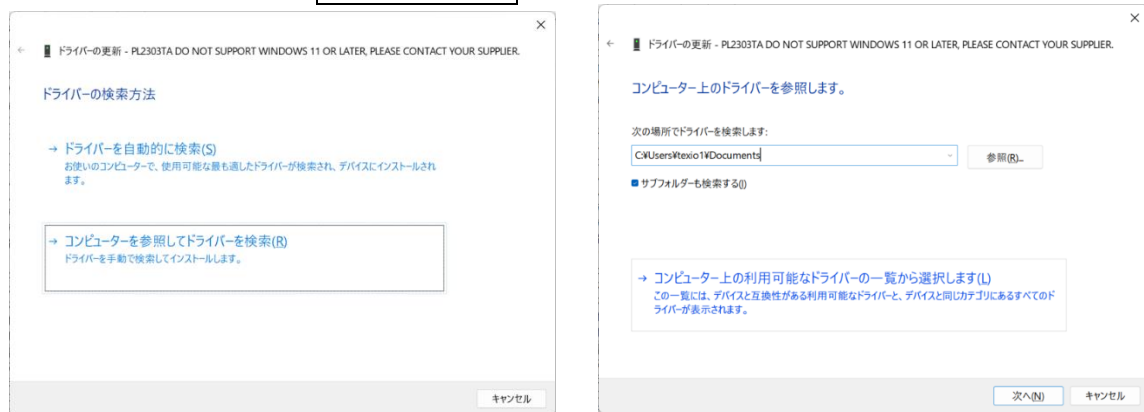 ドライバーの更新 - PL2303TA DO NOT SUPPORT WINDOWS 11 OR LATER, PLEASE CONTACT YOUR SUPPLIER.
ドライバーの検索方法
→ ドライバーを自動的に検索(S)
お使いのコンピューターで、使用可能な最も適したドライバーが検索され、デバイスにインストールされ
ます。
→ コンピューターを参照してドライバーを検索(R)
ドライバーを手動で検索してインストールします。
キャンセル
ドライバーの更新 - PL2303TA DO NOT SUPPORT WINDOWS 11 OR LATER, PLEASE CONTACT YOUR SUPPLIER.
コンピューター上のドライバーを参照します。
次の場所でドライバーを検索します:
C:¥Users¥texio1¥Documents
参照(R)...
サブフォルダーも検索する(I)
→ コンピューター上の利用可能なドライバーの一覧から選択します(L)
この一覧には、デバイスと互換性がある利用可能なドライバーと、デバイスと同じカテゴリにあるすべてのド
ライバーが表示されます。
次へ(N)
キャンセル